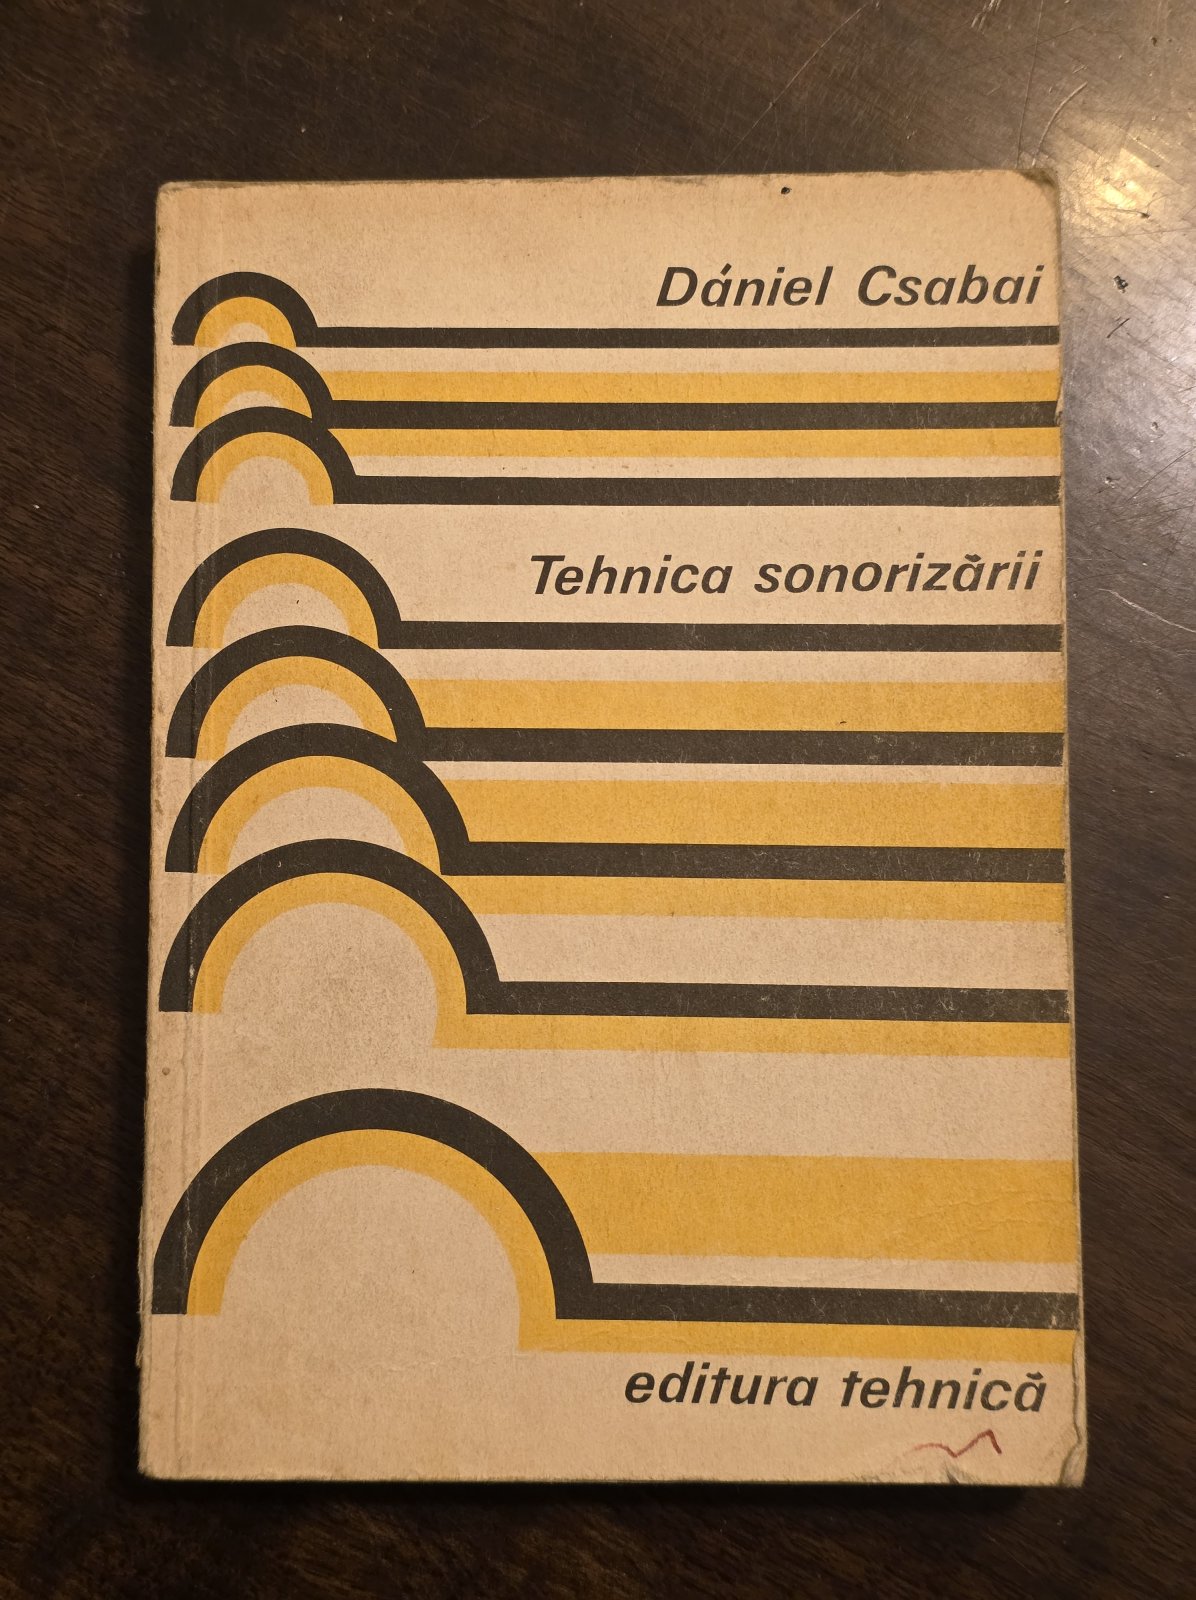 Dániel Csabai
Tehnica sonorizării
editura tehnică